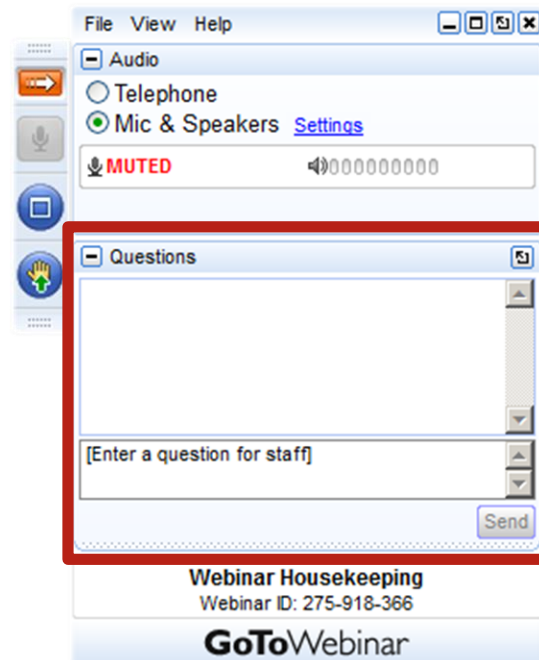 File View Help
Audio
Telephone
Mic & Speakers Settings
MUTED
Questions
[Enter a question for staff]
Send
Webinar Housekeeping
Webinar ID: 275-918-366
GoToWebinar